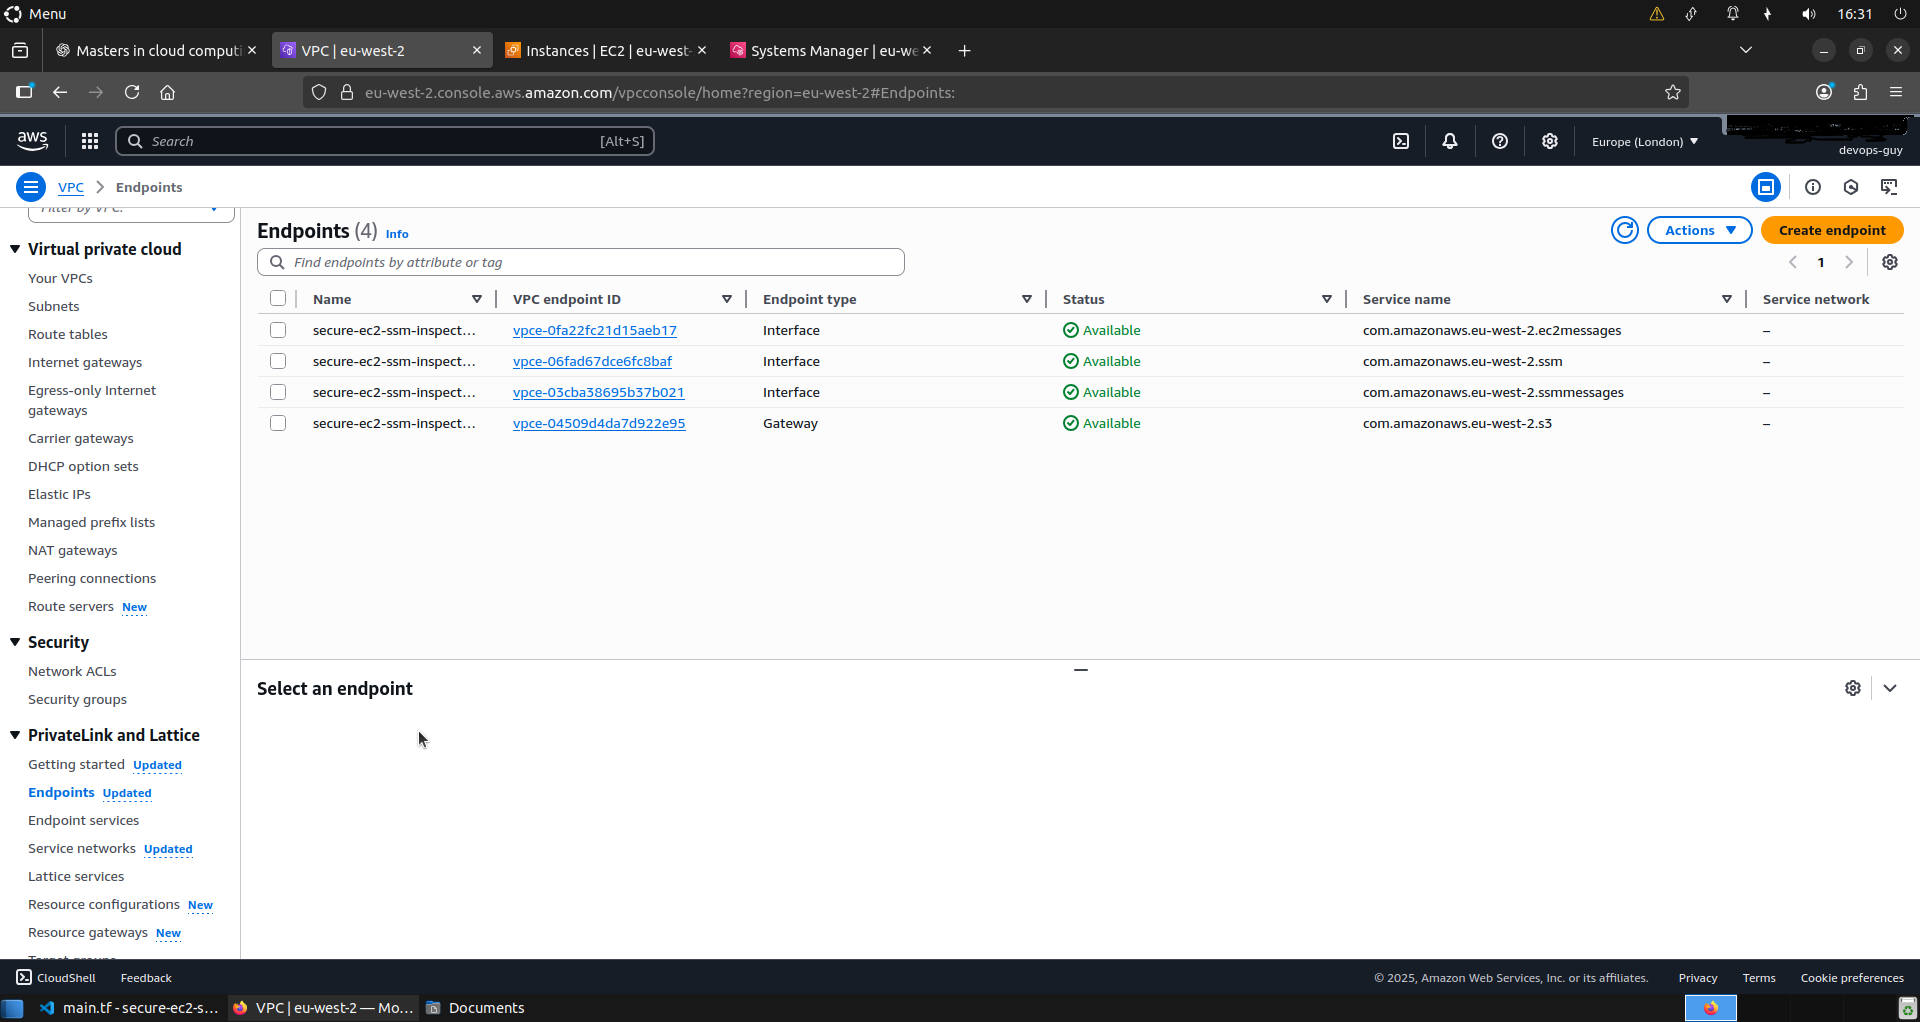 Menu
16:31
Masters in cloud computi
VPC | eu-west-2
Instances | EC2 | eu-west-
Systems Manager | eu-we
eu-west-2.console.aws.amazon.com/vpcconsole/home?region=eu-west-2#Endpoints:
aws
Search
[Alt+S]
Europe (London)
devops-guy
VPC
Endpoints
Filter by VPC:
Virtual private cloud
Your VPCs
Subnets
Route tables
Internet gateways
Egress-only Internet
gateways
Carrier gateways
DHCP option sets
Elastic IPs
Managed prefix lists
NAT gateways
Peering connections
Route servers New
Security
Network ACLs
Security groups
PrivateLink and Lattice
Getting started Updated
Endpoints Updated
Endpoint services
Service networks Updated
Lattice services
Resource configurations New
Resource gateways New
Target groups
Endpoints (4) Info
Actions
Create endpoint
Find endpoints by attribute or tag
1
Name VPC endpoint ID Endpoint type Status Service name Service network
secure-ec2-ssm-inspect... vpce-0fa22fc21d15aeb17 Interface Available com.amazonaws.eu-west-2.ec2messages –
secure-ec2-ssm-inspect... vpce-06fad67dce6fc8baf Interface Available com.amazonaws.eu-west-2.ssm –
secure-ec2-ssm-inspect... vpce-03cba38695b37b021 Interface Available com.amazonaws.eu-west-2.ssmmessages –
secure-ec2-ssm-inspect... vpce-04509d4da7d922e95 Gateway Available com.amazonaws.eu-west-2.s3 –
Select an endpoint
CloudShell
Feedback
© 2025, Amazon Web Services, Inc. or its affiliates.
Privacy
Terms
Cookie preferences
main.tf - secure-ec2-s...
VPC | eu-west-2 — Mo...
Documents